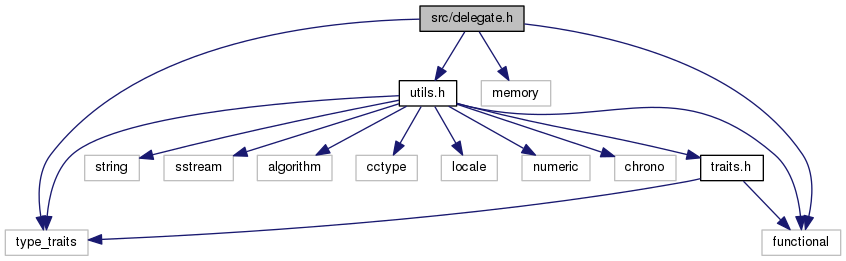 src/delegate.h
utils.h
memory
string
sstream
algorithm
cctype
locale
numeric
chrono
traits.h
type_traits
functional